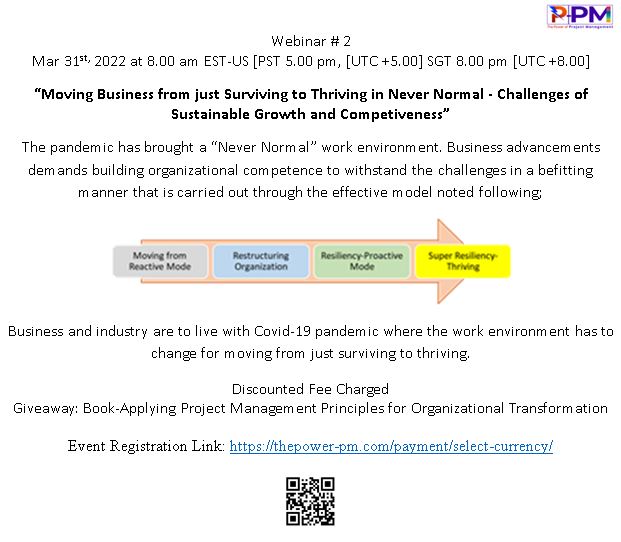 P-PM
The Power of Project Management
Webinar # 2
Mar 31st, 2022 at 8.00 am EST-US [PST 5.00 pm, [UTC +5.00] SGT 8.00 pm [UTC +8.00]
“Moving Business from just Surviving to Thriving in Never Normal - Challenges of
Sustainable Growth and Competiveness”
The pandemic has brought a “Never Normal” work environment. Business advancements
demands building organizational competence to withstand the challenges in a befitting
manner that is carried out through the effective model noted following;
Moving from
Reactive Mode
Restructuring
Organization
Resiliency-Proactive
Mode
Super Resiliency-
Thriving
Business and industry are to live with Covid-19 pandemic where the work environment has to
change for moving from just surviving to thriving.
Discounted Fee Charged
Giveaway: Book-Applying Project Management Principles for Organizational Transformation
Event Registration Link: https://thepower-pm.com/payment/select-currency/